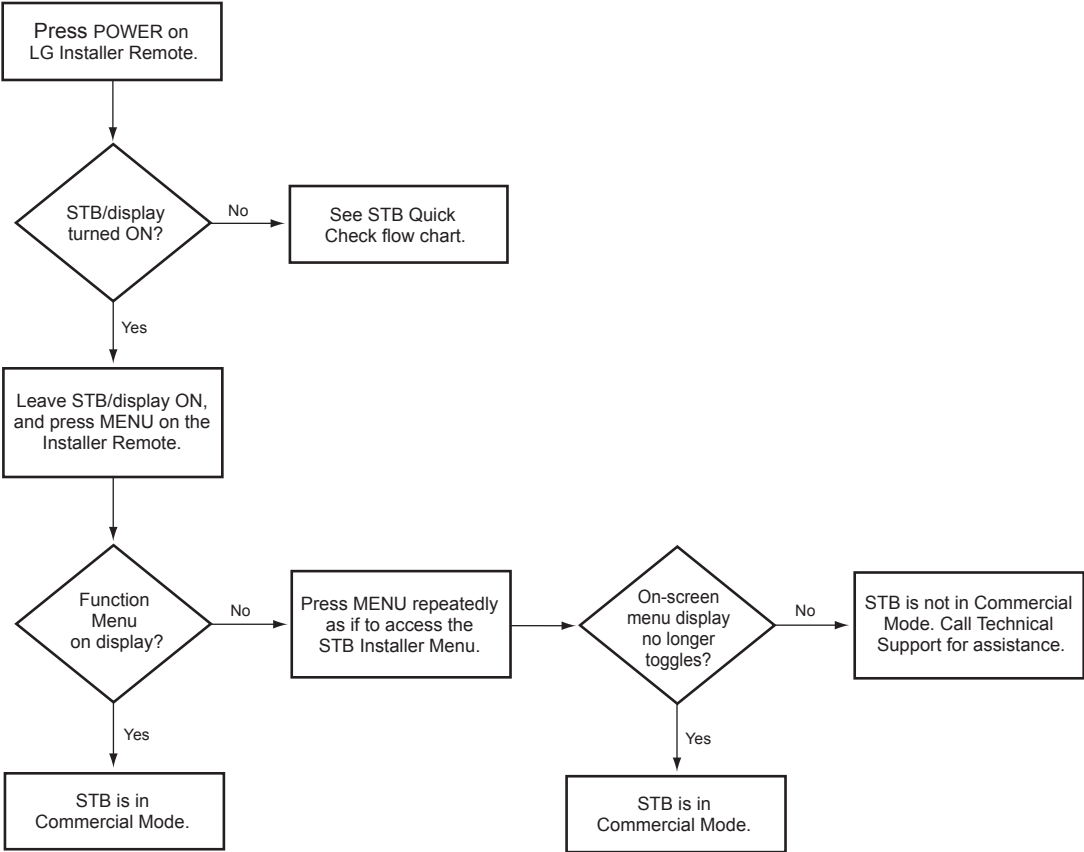 Press POWER on
LG Installer Remote.
STB/display
turned ON?
No
See STB Quick
Check flow chart.
Yes
Leave STB/display ON,
and press MENU on the
Installer Remote.
Function
Menu
on display?
No
Press MENU repeatedly
as if to access the
STB Installer Menu.
On-screen
menu display
no longer
toggles?
No
STB is not in Commercial
Mode. Call Technical
Support for assistance.
Yes
STB is in
Commercial Mode.
Yes
STB is in
Commercial Mode.